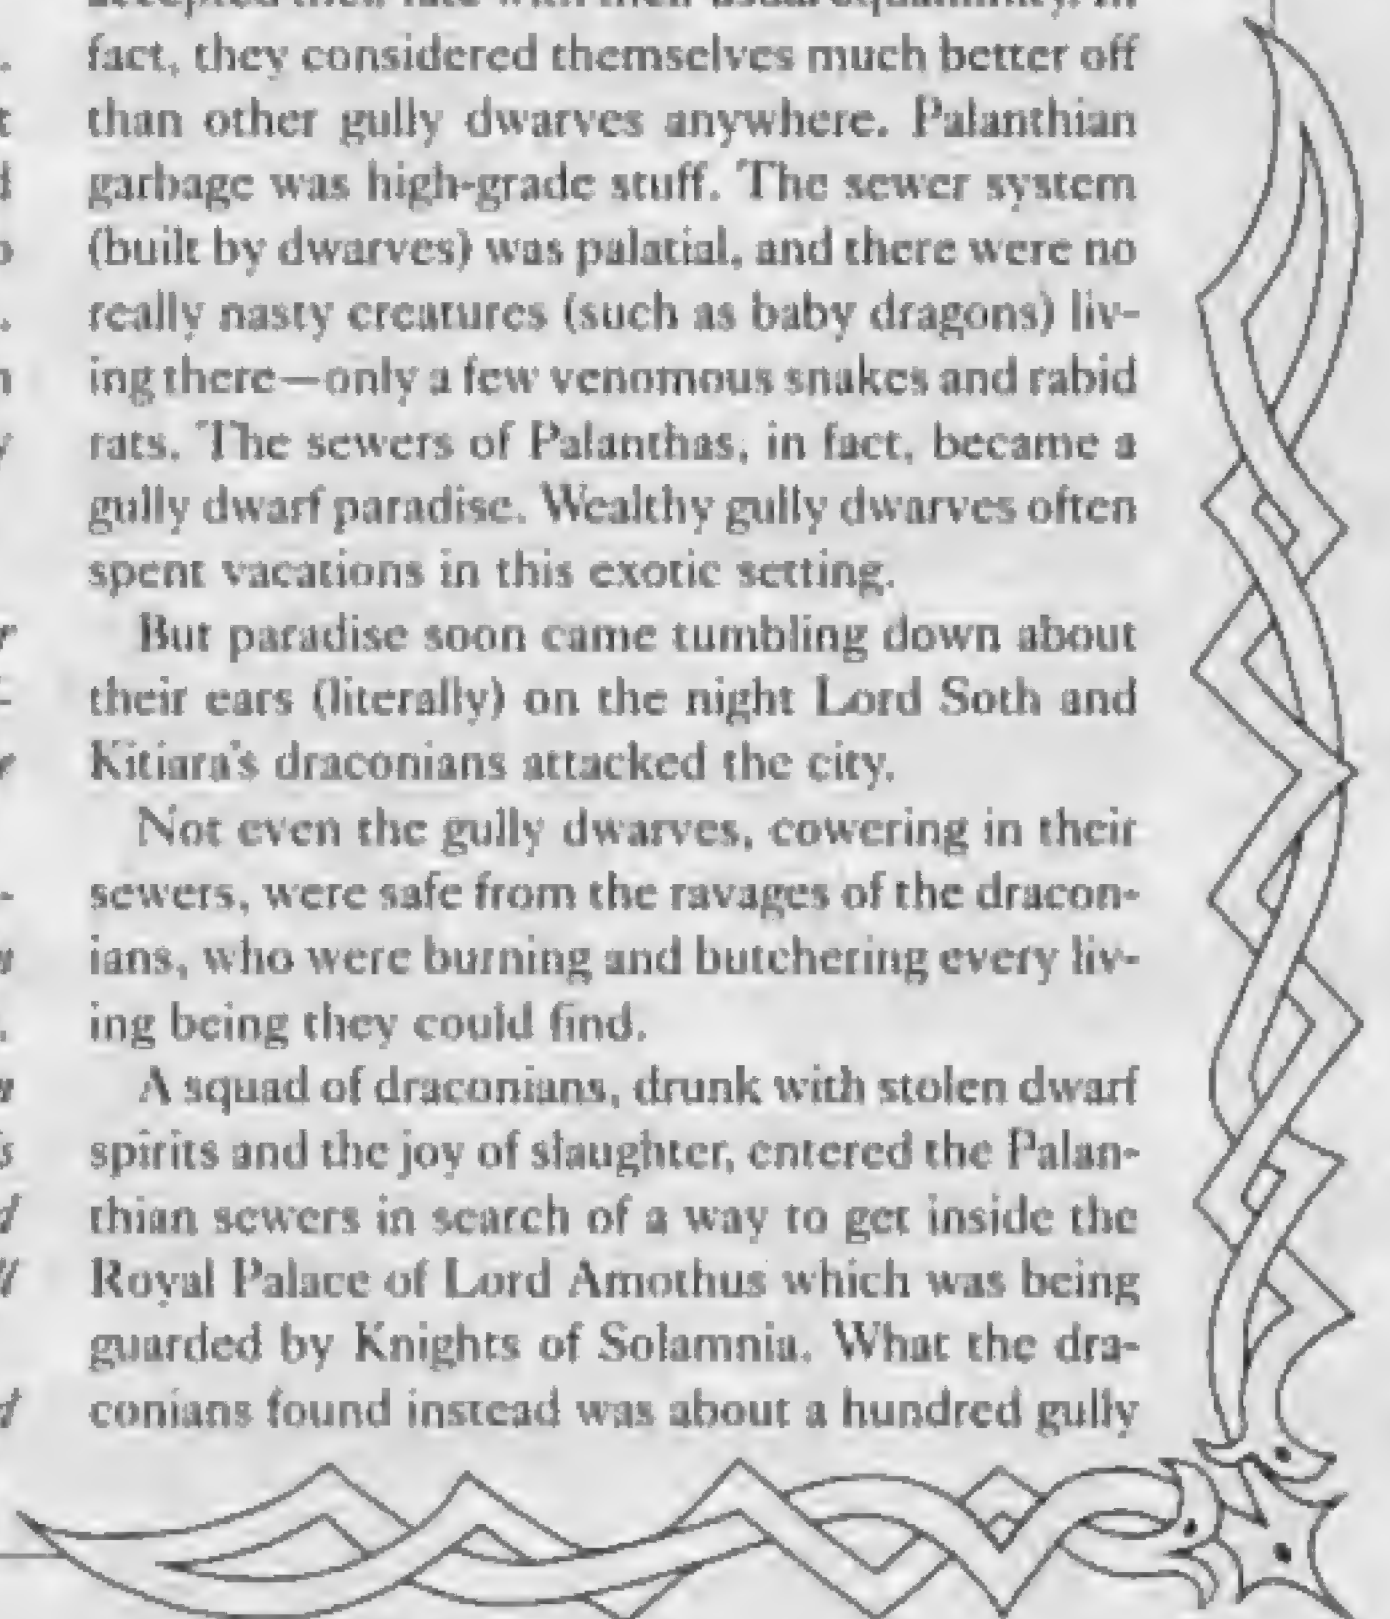 accepted their fate with their usual equanimity. In
fact, they considered themselves much better off
than other gully dwarves anywhere. Palanthian
garbage was high-grade stuff. The sewer system
(built by dwarves) was palatial, and there were no
really nasty creatures (such as baby dragons) liv-
ing there—only a few venomous snakes and rabid
rats. The sewers of Palanthas, in fact, became a
gully dwarf paradise. Wealthy gully dwarves often
spent vacations in this exotic setting.
But paradise soon came tumbling down about
their ears (literally) on the night Lord Soth and
Kitiara's draconians attacked the city.
Not even the gully dwarves, cowering in their
sewers, were safe from the ravages of the dracon-
ians, who were burning and butchering every liv-
ing being they could find.
A squad of draconians, drunk with stolen dwarf
spirits and the joy of slaughter, entered the Palan-
thian sewers in search of a way to get inside the
Royal Palace of Lord Amothus which was being
guarded by Knights of Solamnia. What the dra-
conians found instead was about a hundred gully